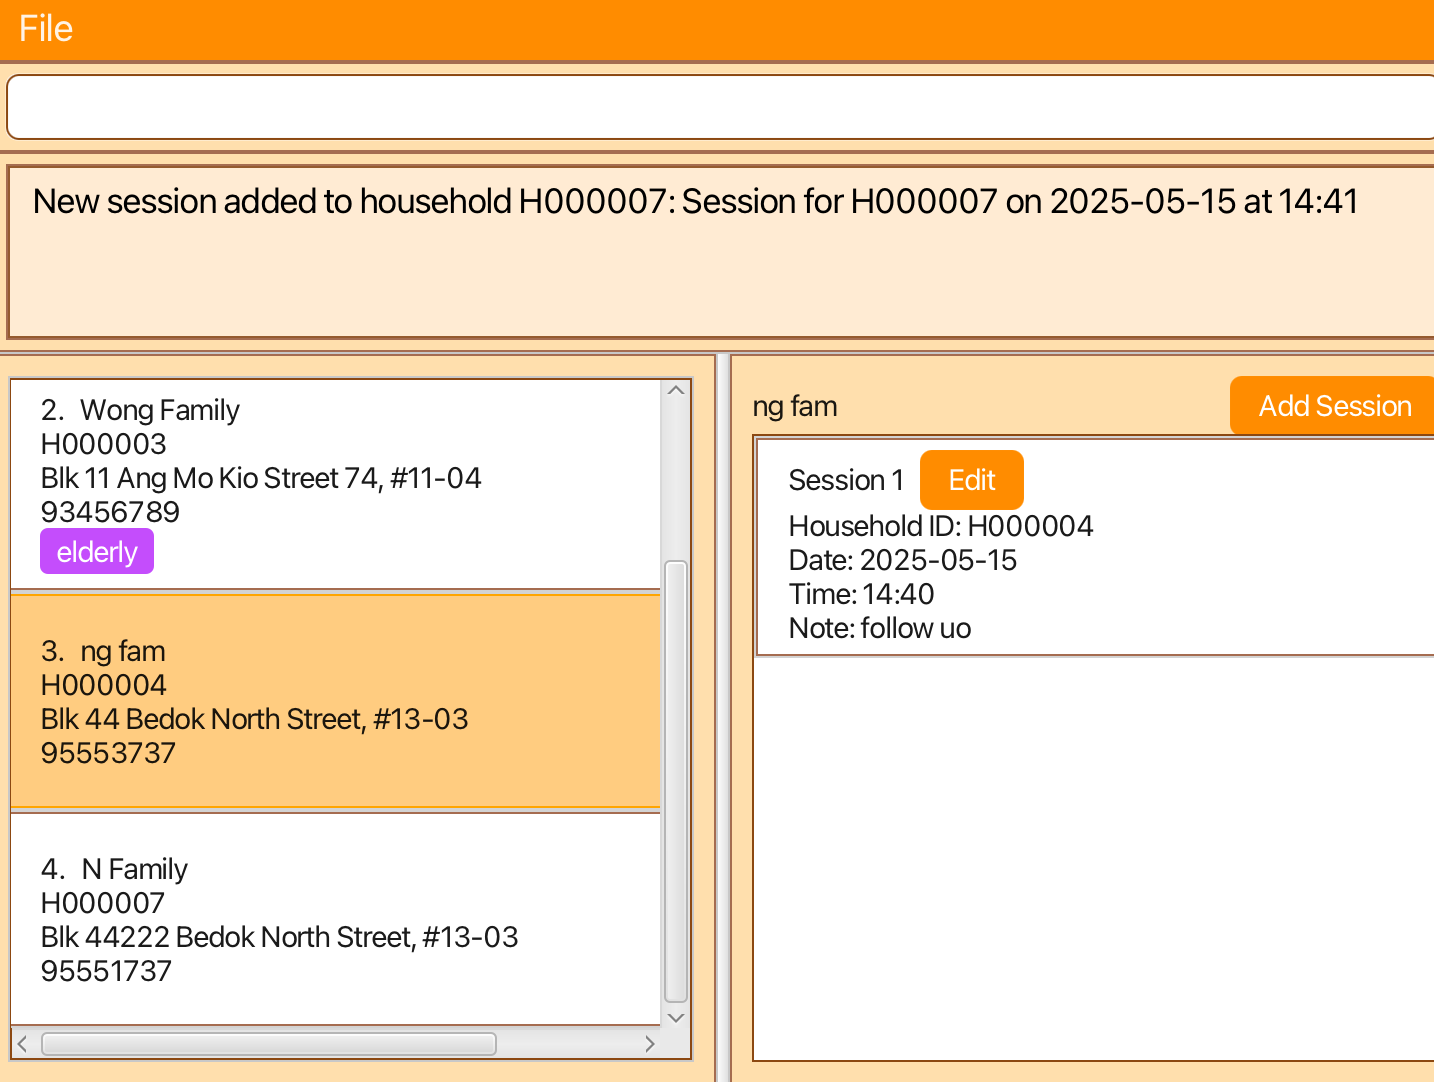 File
New session added to household H000007: Session for H000007 on 2025-05-15 at 14:41
2. Wong Family
H000003
Blk 11 Ang Mo Kio Street 74, #11-04
93456789
elderly
3. ng fam
H000004
Blk 44 Bedok North Street, #13-03
95553737
4. N Family
H000007
Blk 44222 Bedok North Street, #13-03
95551737
ng fam
Add Session
Session 1
Edit
Household ID: H000004
Date: 2025-05-15
Time: 14:40
Note: follow uo